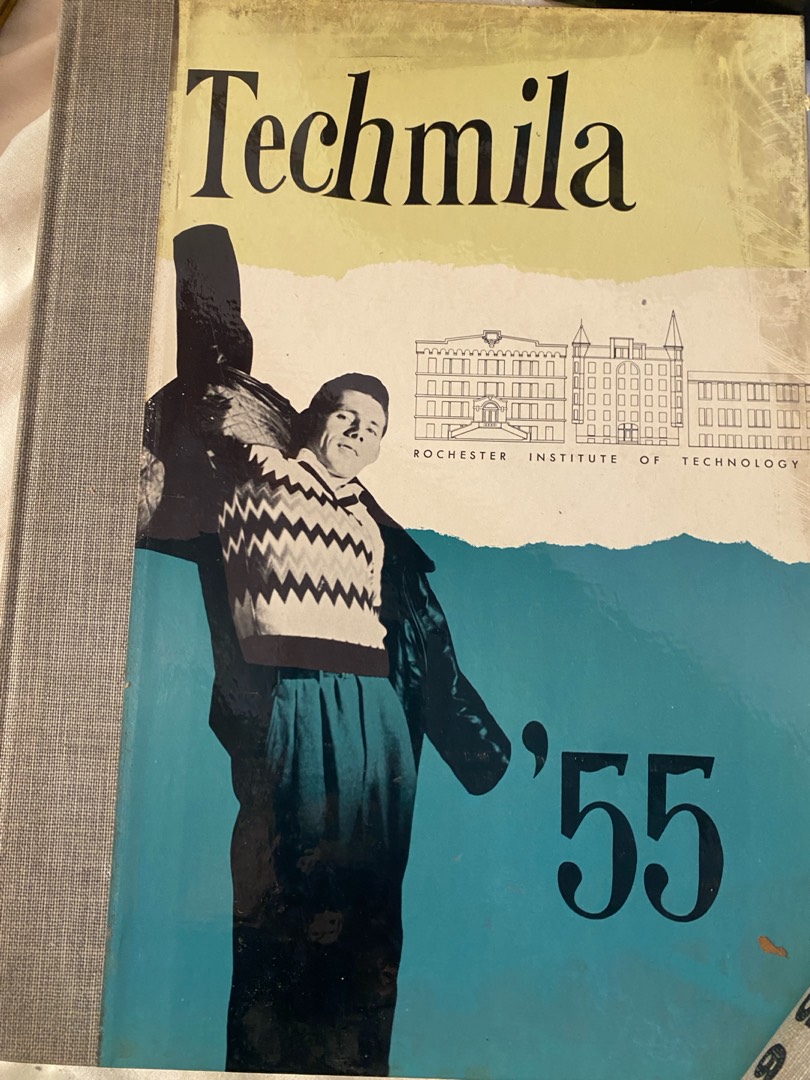 Techmila
ROCHESTER INSTITUTE OF TECHNOLOGY
’55